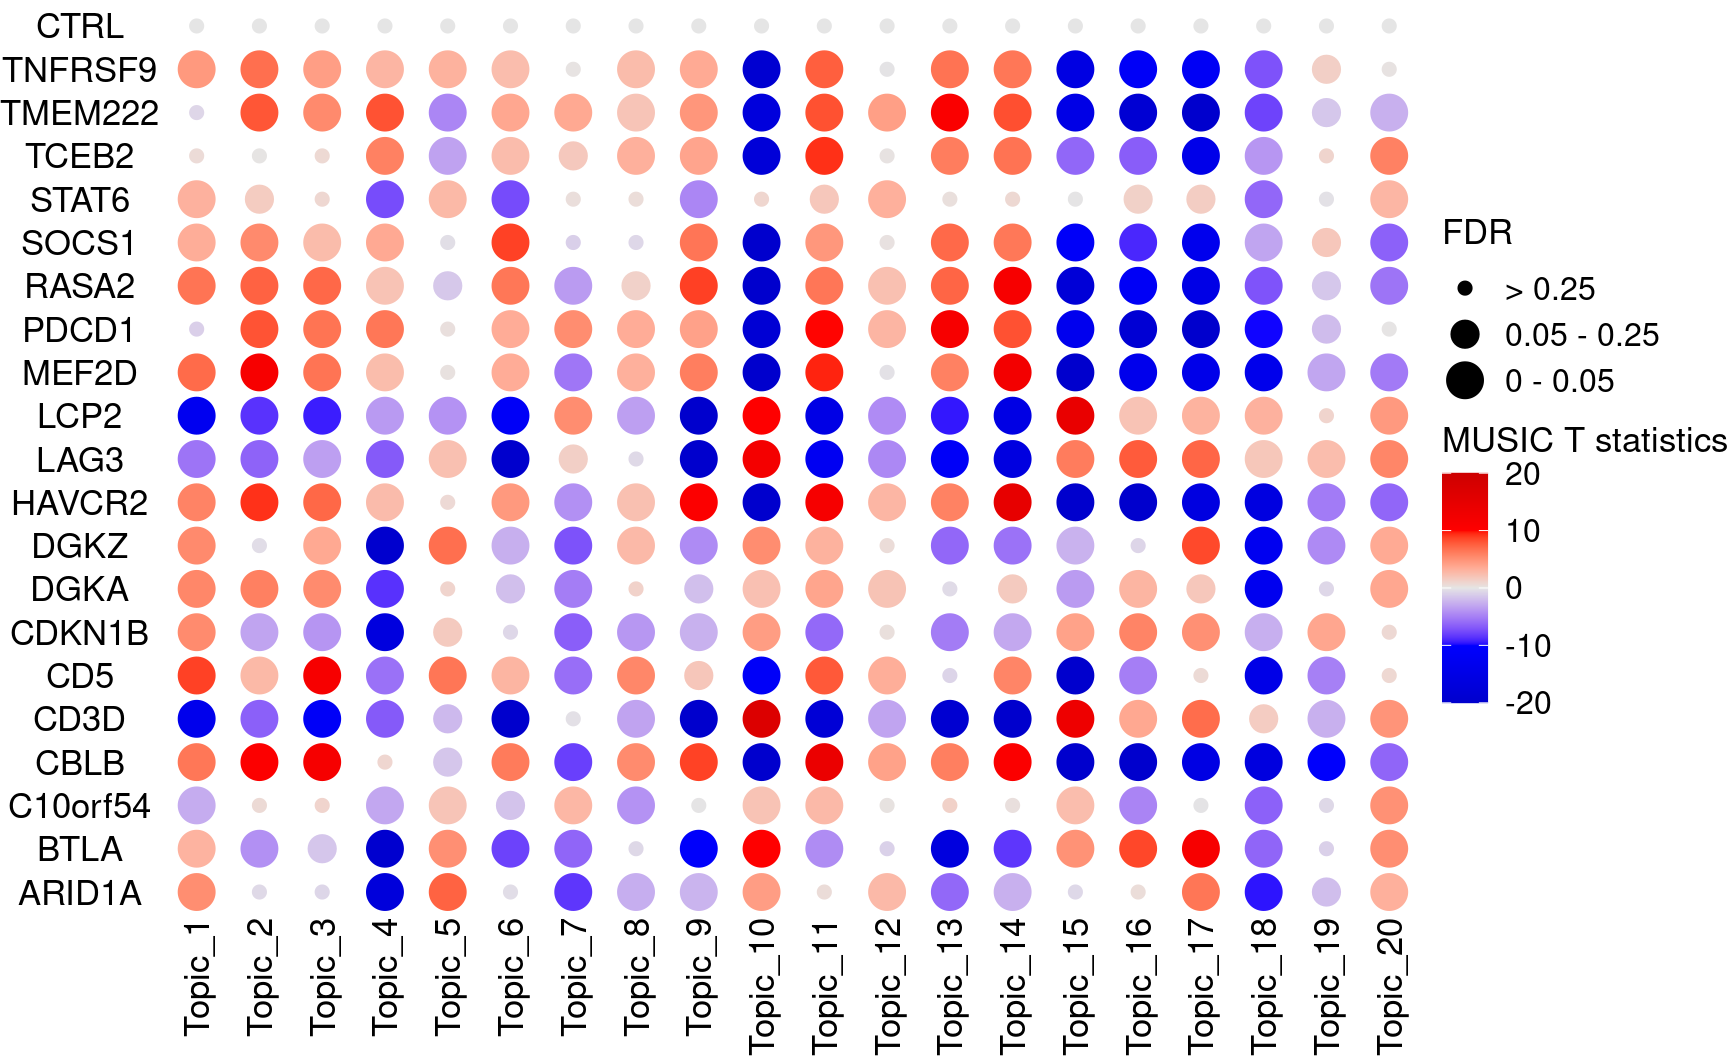 CTRL
TNFRSF9
TMEM222
TCEB2
STAT6
SOCS1
RASA2
PDCD1
MEF2D
LCP2
LAG3
HAVCR2
DGKZ
DGKA
CDKN1B
CD5
CD3D
CBLB
C10orf54
BTLA
ARID1A
Topic_1
Topic_2
Topic_3
Topic_4
Topic_5
Topic_6
Topic_7
Topic_8
Topic_9
Topic_10
Topic_11
Topic_12
Topic_13
Topic_14
Topic_15
Topic_16
Topic_17
Topic_18
Topic_19
Topic_20
FDR
> 0.25
0.05 - 0.25
0 - 0.05
MUSIC T statistics
20
10
0
-10
-20